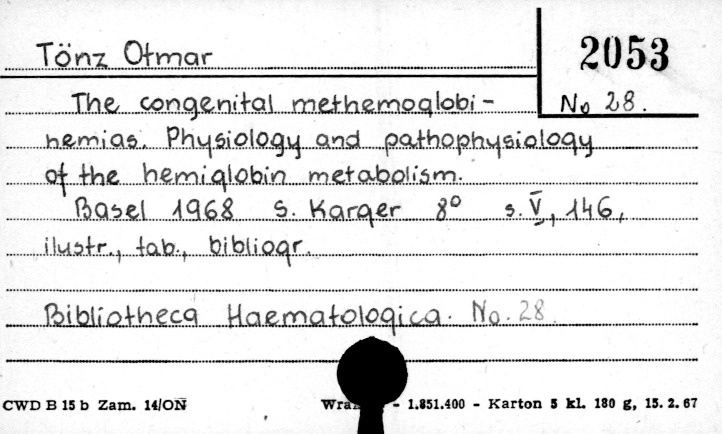 Tönz Otmar
2053
No 28.
The congenital methemoglobi-
nemias. Physiology and pathophysiology
of the hemiglobin metabolism.
Basel 1968 S. Karger 8° s. V, 146,
ilustr., tab., bibliogr.
Bibliotheca Haematologica. No. 28
CWD B 15 b Zam. 14/ON - 1.851.400 - Karton 5 kl. 180 g, 15. 2. 67